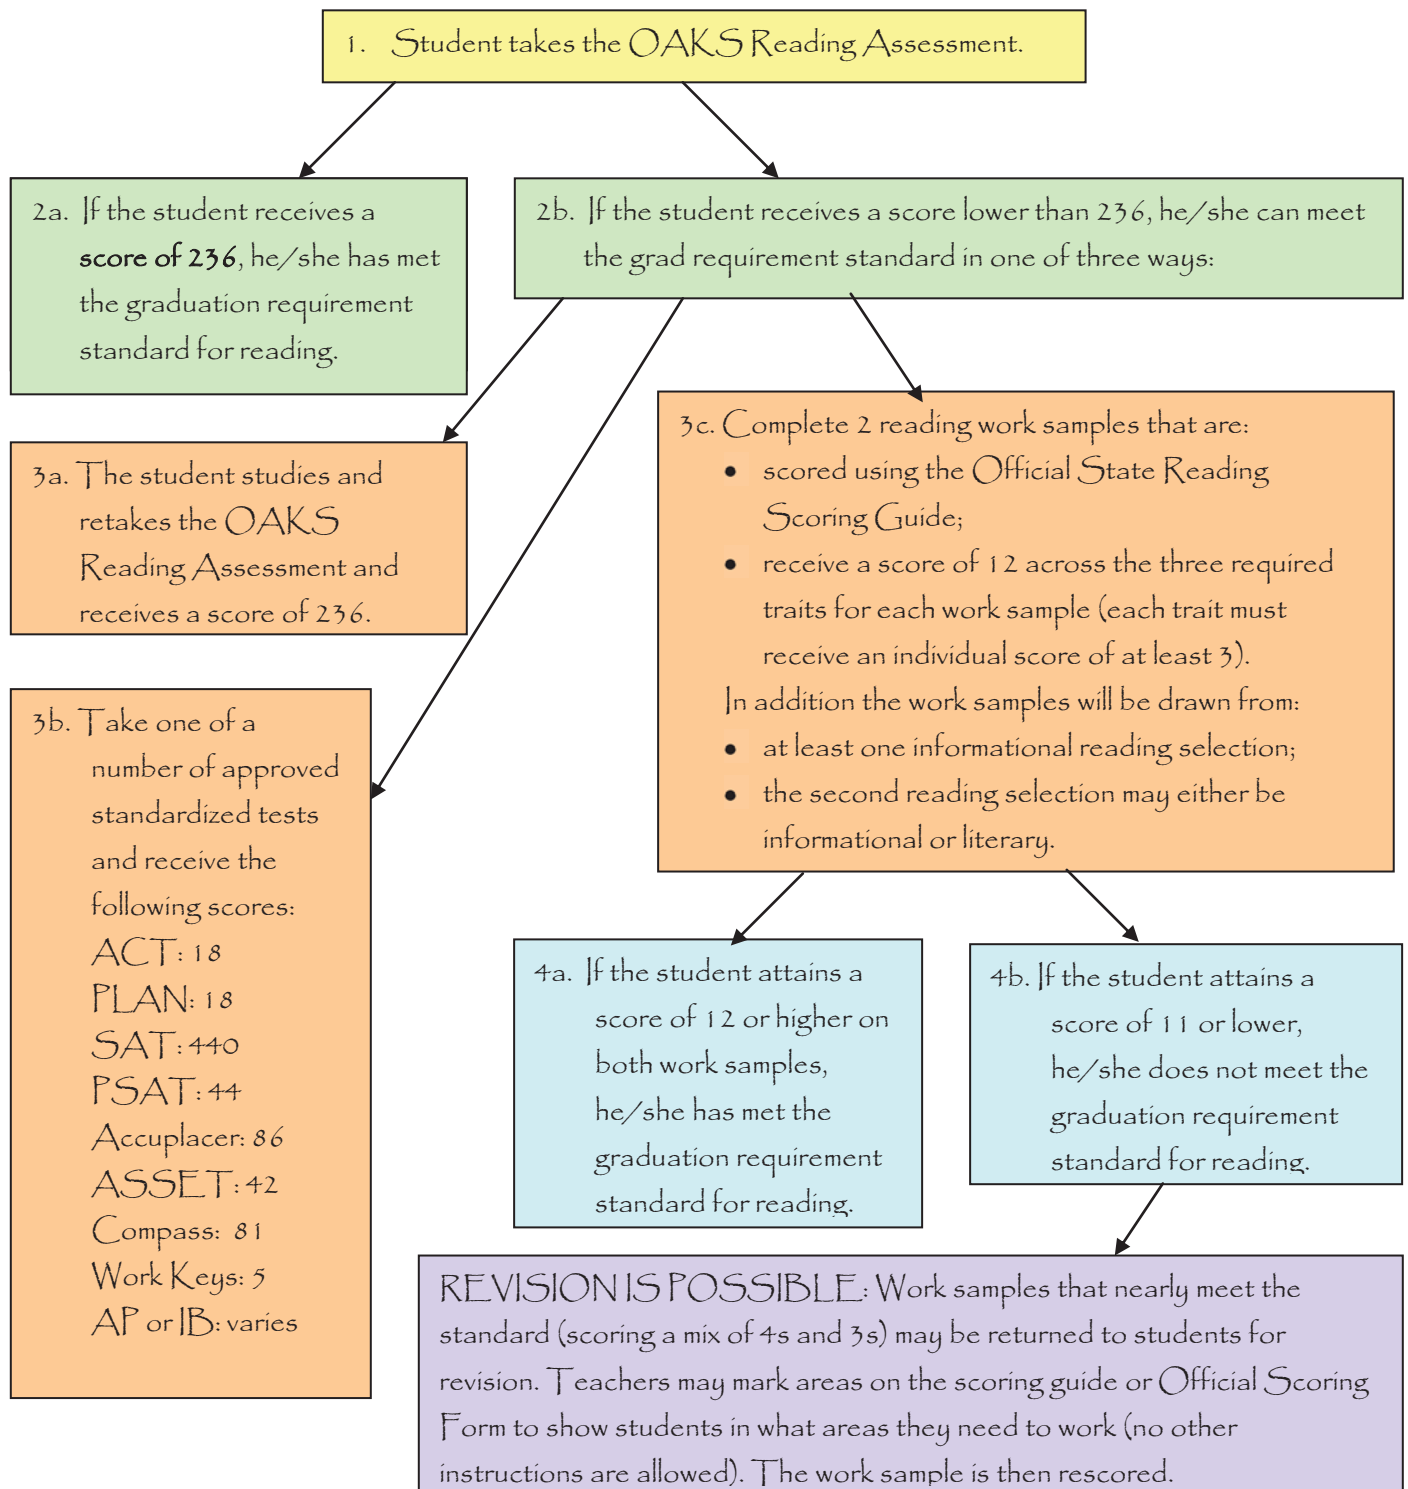 1. Student takes the OAKS Reading Assessment.
2a. If the student receives a
score of 236, he/she has met
the graduation requirement
standard for reading.
2b. If the student receives a score lower than 236, he/she can meet
the grad requirement standard in one of three ways:
3a. The student studies and
retakes the OAKS
Reading Assessment and
receives a score of 236.
3b. Take one of a
number of approved
standardized tests
and receive the
following scores:
ACT: 18
PLAN: 18
SAT: 440
PSAT: 44
Accuplacer: 86
ASSET: 42
Compass: 81
Work Keys: 5
AP or IB: varies
3c. Complete 2 reading work samples that are:
• scored using the Official State Reading
Scoring Guide;
• receive a score of 12 across the three required
traits for each work sample (each trait must
receive an individual score of at least 3).
In addition the work samples will be drawn from:
• at least one informational reading selection;
• the second reading selection may either be
informational or literary.
4a. If the student attains a
score of 12 or higher on
both work samples,
he/she has met the
graduation requirement
standard for reading.
4b. If the student attains a
score of 11 or lower,
he/she does not meet the
graduation requirement
standard for reading.
REVISION IS POSSIBLE: Work samples that nearly meet the
standard (scoring a mix of 4s and 3s) may be returned to students for
revision. Teachers may mark areas on the scoring guide or Official Scoring
Form to show students in what areas they need to work (no other
instructions are allowed). The work sample is then rescored.